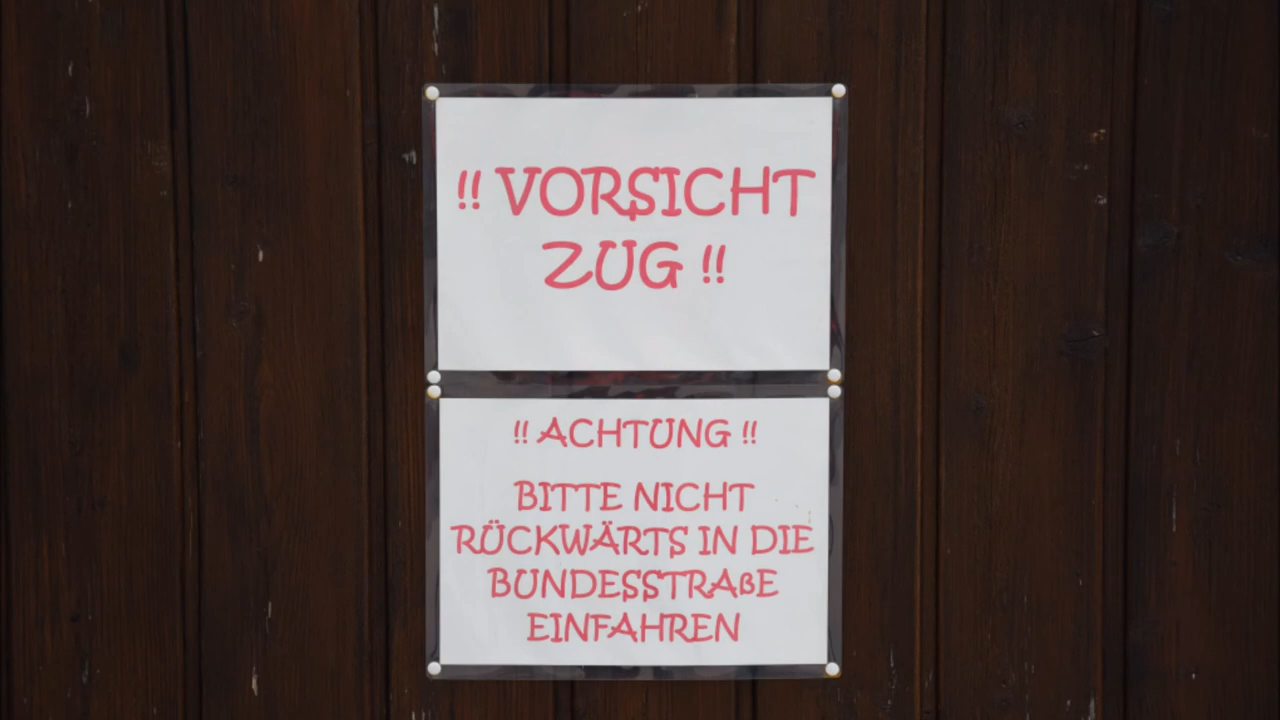 !! VORSICHT
ZUG !!
!! ACHTUNG !!
BITTE NICHT
RÜCKWÄRTS IN DIE
BUNDESSTRAßE
EINFAHREN